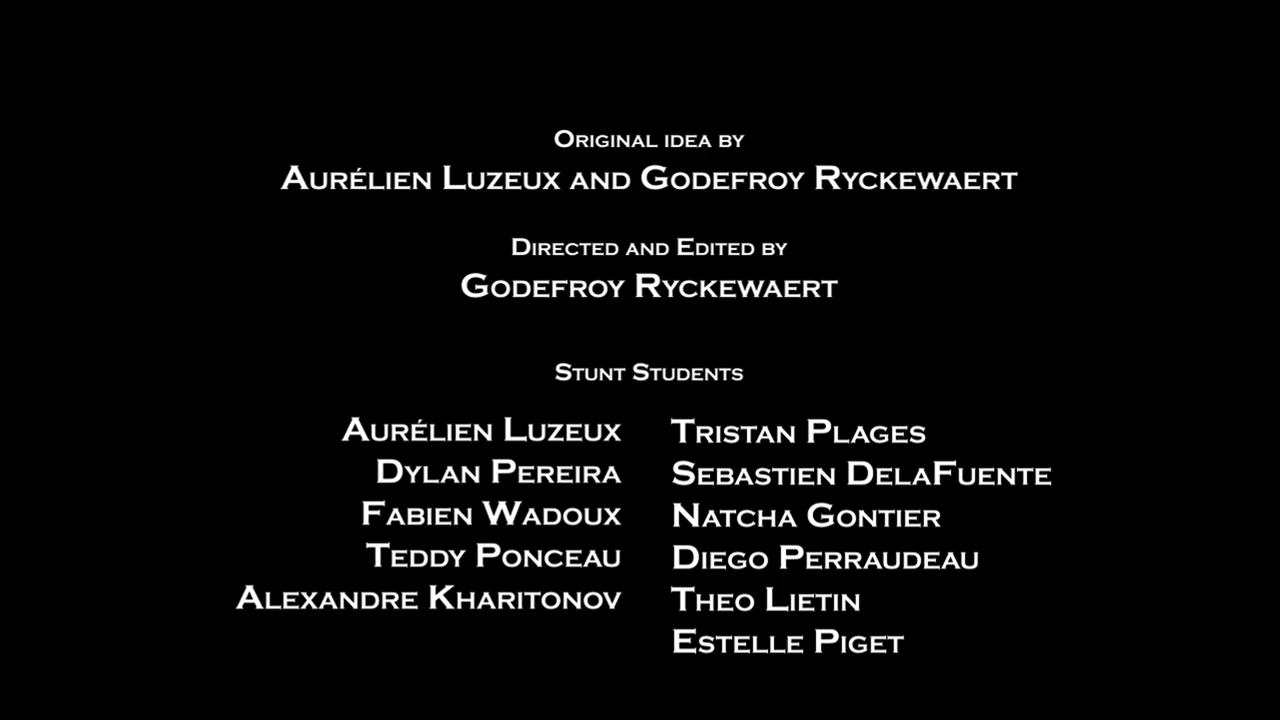 Original idea by
Aurélien Luzeux and Godefroy Ryckewaert
Directed and Edited by
Godefroy Ryckewaert
Stunt Students
Aurélien Luzeux
Dylan Pereira
Fabien Wadoux
Teddy Ponceau
Alexandre Kharitonov
Tristan Plages
Sebastien DelaFuente
Natcha Gontier
Diego Perraudeau
Theo Lietin
Estelle Piget